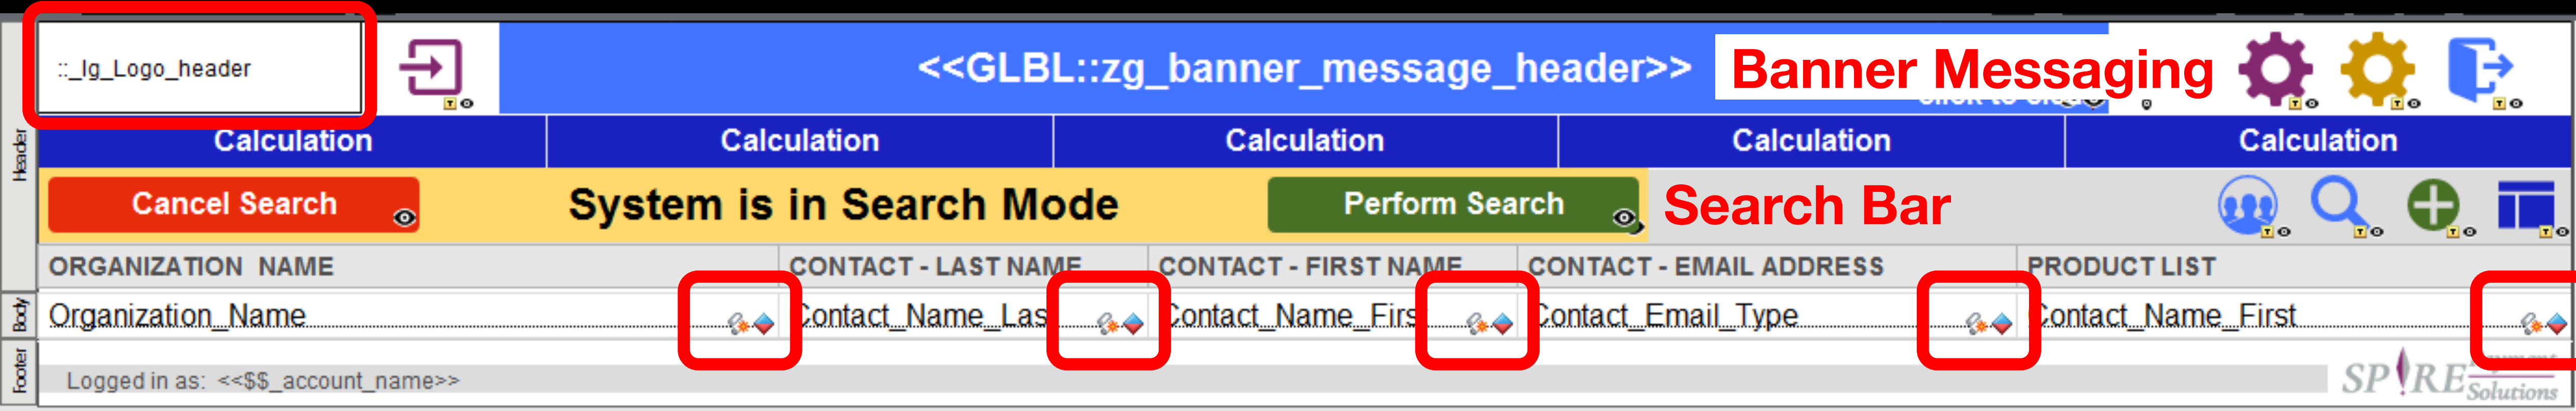 ::_lg_Logo_header
<<GLBL::zg_banner_message_header>>
Banner Messaging
Header
Calculation Calculation Calculation Calculation Calculation
Cancel Search System is in Search Mode Perform Search Search Bar
ORGANIZATION NAME CONTACT - LAST NAME CONTACT - FIRST NAME CONTACT - EMAIL ADDRESS PRODUCT LIST
Body
Organization_Name Contact_Name_Las Contact_Name_Firs Contact_Email_Type Contact_Name_First
Footer
Logged in as: <<$$_account_name>>
SPIRE
Solutions